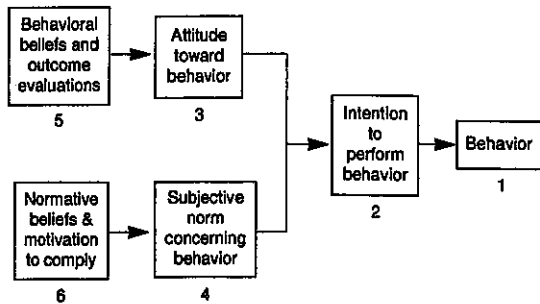 Behavioral
beliefs and
outcome
evaluations
5
Attitude
toward
behavior
3
Normative
beliefs &
motivation
to comply
6
Subjective
norm
concerning
behavior
4
Intention
to
perform
behavior
2
Behavior
1